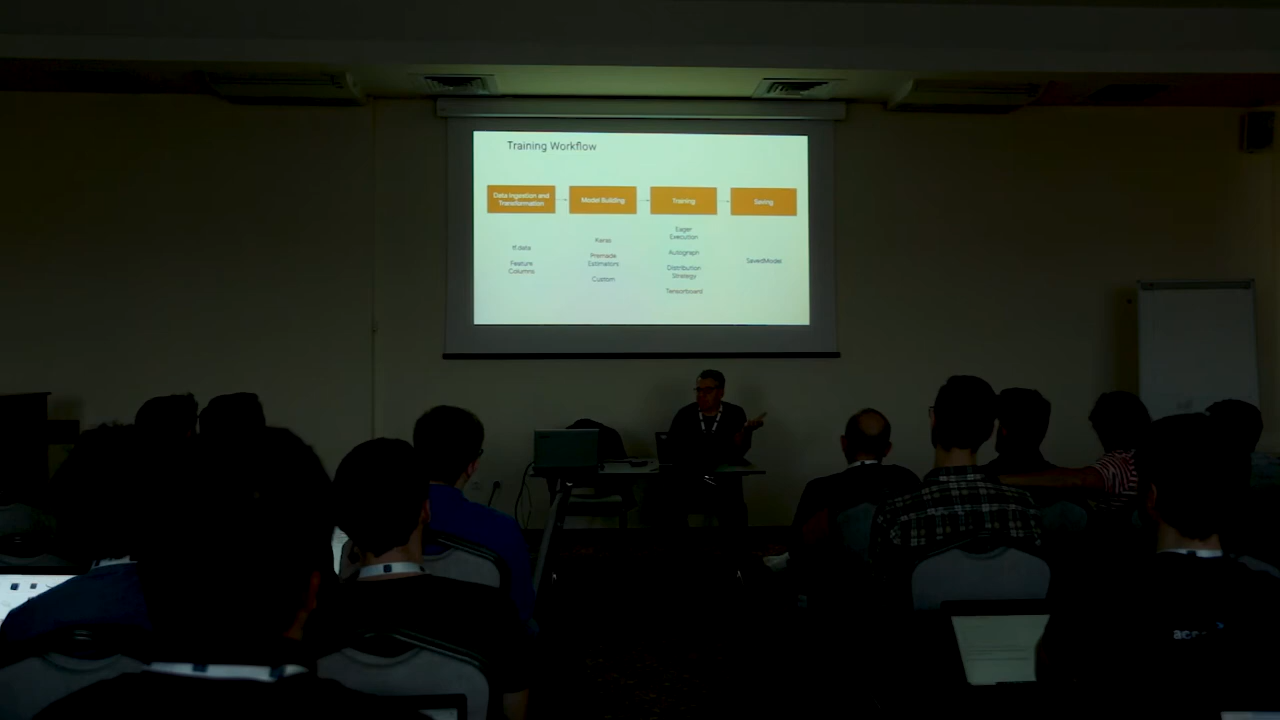 Training Workflow
Data Ingestion and
Transformation
Model Building
Training
Saving
tf.data
Feature
Columns
Keras
Premade
Estimators
Custom
Eager
Execution
Autograph
Distribution
Strategy
Tensorboard
SavedModel